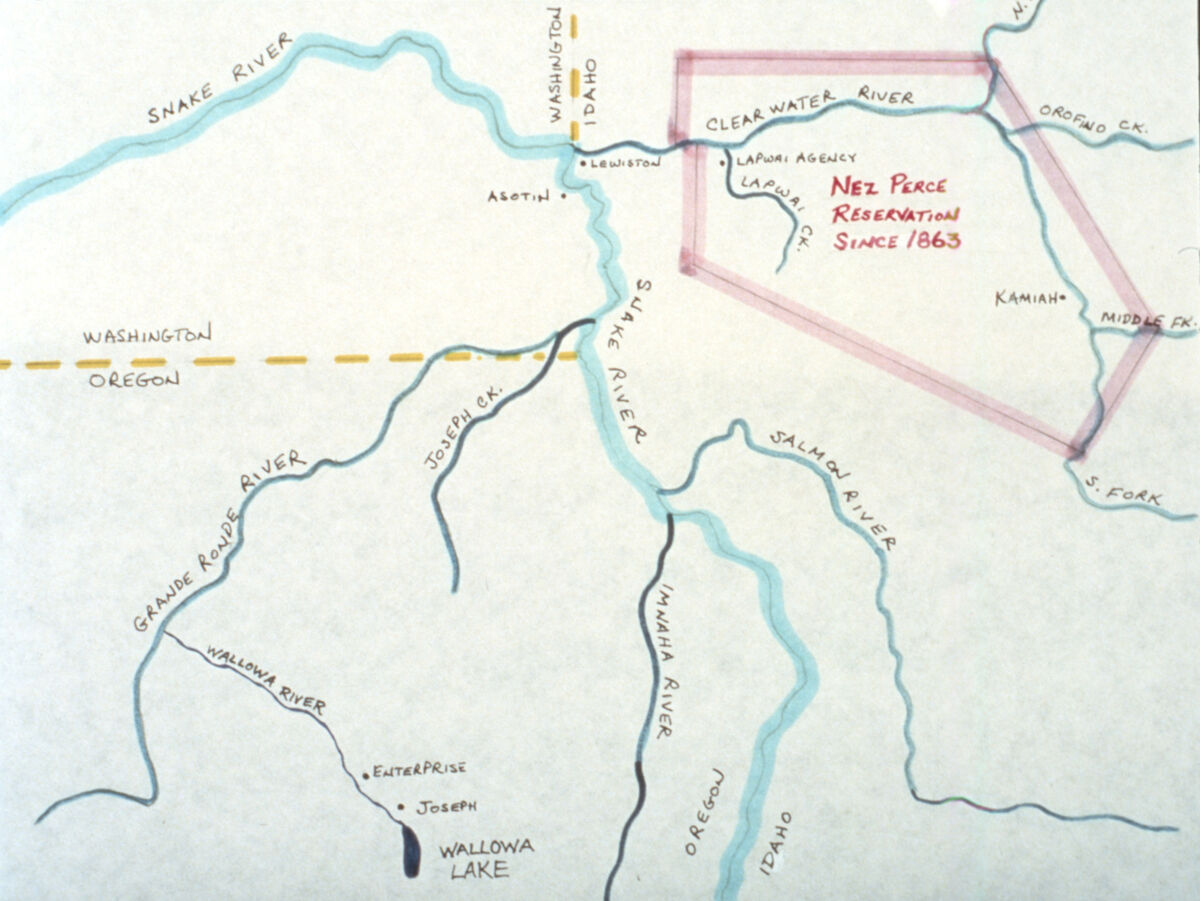 N.
WASHINGTON
IDAHO
SNAKE RIVER
CLEARWATER RIVER
OROFINO CK.
LEWISTON
LAPWAI AGENCY
ASOTIN
LAPWAI CK.
NEZ PERCE
RESERVATION
SINCE 1863
SNAKE RIVER
KAMIAH
MIDDLE FK.
WASHINGTON
OREGON
JOSEPH CK.
SALMON RIVER
GRANDE RONDE RIVER
S. FORK
IMNAHA RIVER
WALLOWA RIVER
ENTERPRISE
JOSEPH
OREGON
IDAHO
WALLOWA
LAKE